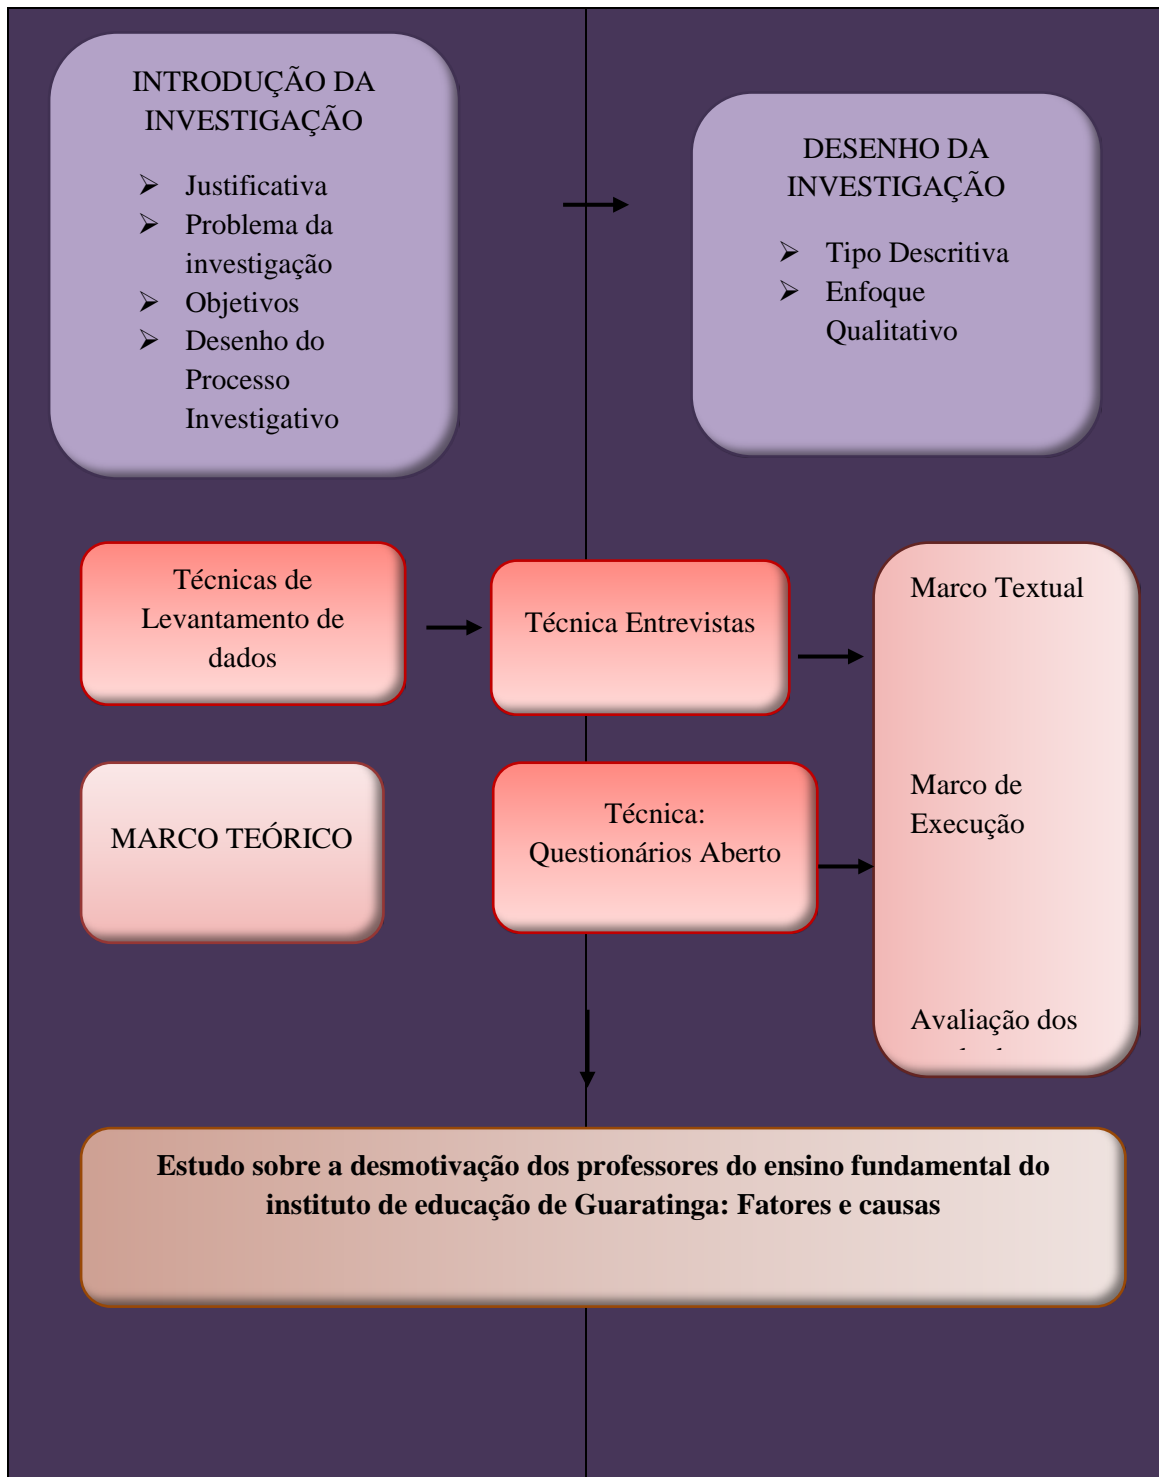 INTRODUÇÃO DA
INVESTIGAÇÃO
➢ Justificativa
➢ Problema da
investigação
➢ Objetivos
➢ Desenho do
Processo
Investigativo
DESENHO DA
INVESTIGAÇÃO
➢ Tipo Descritiva
➢ Enfoque
Qualitativo
Técnicas de
Levantamento de
dados
Técnica Entrevistas
Marco Textual
Marco de
Execução
Avaliação dos
MARCO TEÓRICO
Técnica:
Questionários Aberto
Estudo sobre a desmotivação dos professores do ensino fundamental do
instituto de educação de Guaratinga: Fatores e causas